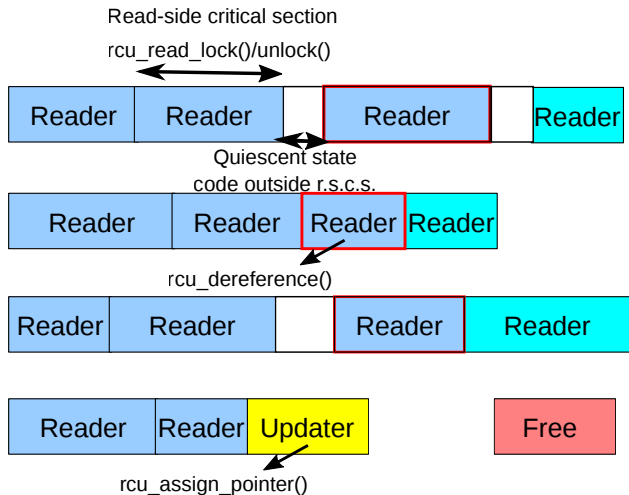 Read-side critical section
rcu_read_lock()/unlock()
Reader Reader Reader Reader
Quiescent state
code outside r.s.c.s.
Reader Reader Reader Reader
rcu_dereference()
Reader Reader Reader Reader
Reader Reader Updater Free
rcu_assign_pointer()